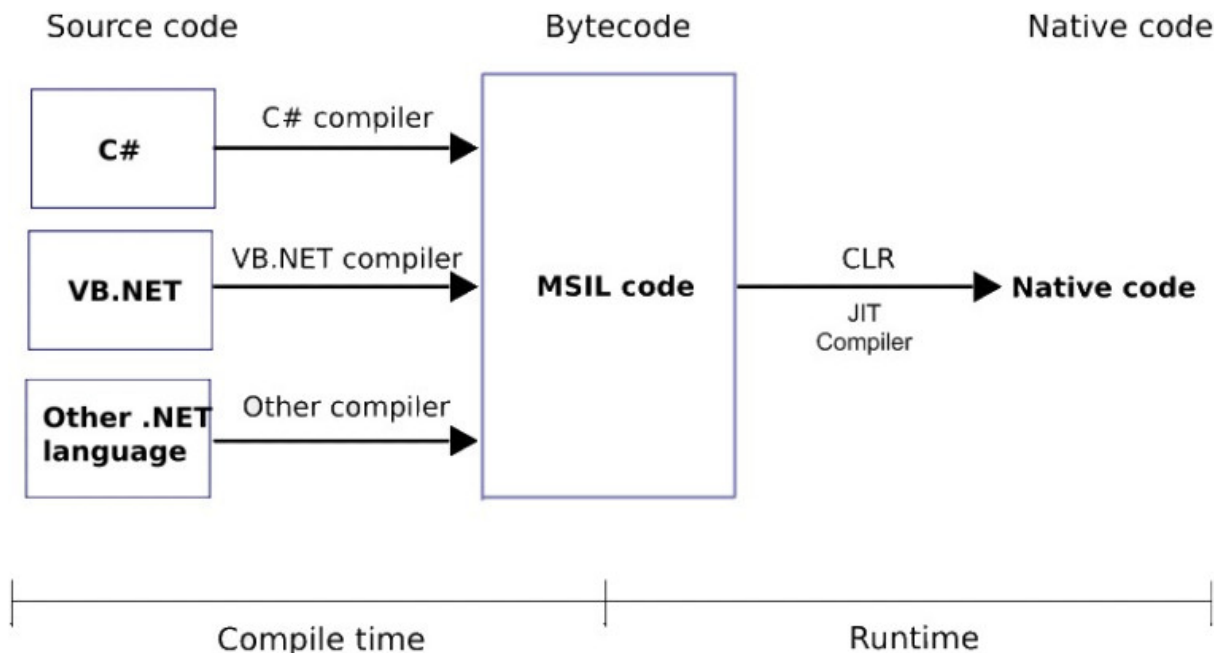 Source code
Bytecode
Native code
C#
C# compiler
VB.NET
VB.NET compiler
Other .NET
language
Other compiler
MSIL code
CLR
JIT
Compiler
Native code
Compile time
Runtime